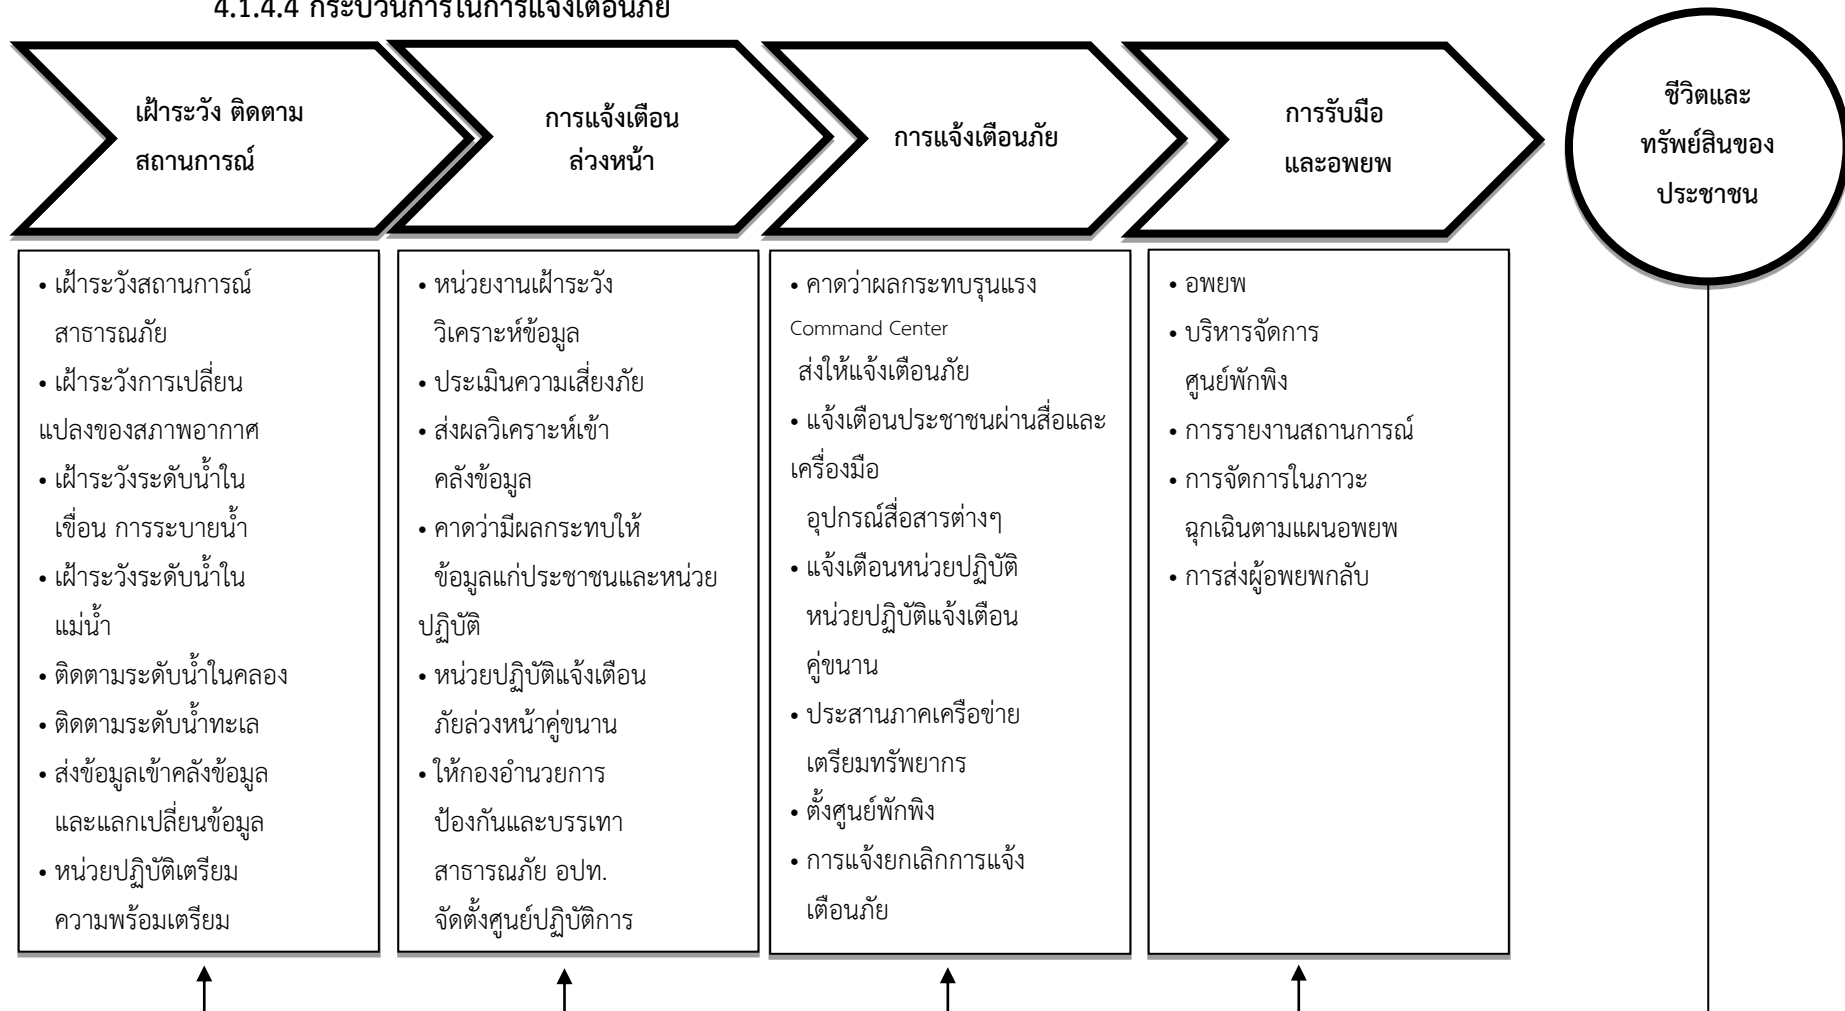 4.1.4.4 กระบวนการในการแจ้งเตือนภัย
เฝ้าระวัง ติดตาม
สถานการณ์
การแจ้งเตือน
ล่วงหน้า
การแจ้งเตือนภัย
การรับมือ
และอพยพ
ชีวิตและ
ทรัพย์สินของ
ประชาชน
• เฝ้าระวังสถานการณ์
สาธารณภัย
• เฝ้าระวังการเปลี่ยน
แปลงของสภาพอากาศ
• เฝ้าระวังระดับน้ำใน
เขื่อน การระบายน้ำ
• เฝ้าระวังระดับน้ำใน
แม่น้ำ
• ติดตามระดับน้ำในคลอง
• ติดตามระดับน้ำทะเล
• ส่งข้อมูลเข้าคลังข้อมูล
และแลกเปลี่ยนข้อมูล
• หน่วยปฏิบัติเตรียม
ความพร้อมเตรียม
• หน่วยงานเฝ้าระวัง
วิเคราะห์ข้อมูล
• ประเมินความเสี่ยงภัย
• ส่งผลวิเคราะห์เข้า
คลังข้อมูล
• คาดว่ามีผลกระทบให้
ข้อมูลแก่ประชาชนและหน่วย
ปฏิบัติ
• หน่วยปฏิบัติแจ้งเตือน
ภัยล่วงหน้าคู่ขนาน
• ให้กองอำนวยการ
ป้องกันและบรรเทา
สาธารณภัย อปท.
จัดตั้งศูนย์ปฏิบัติการ
• คาดว่าผลกระทบรุนแรง
Command Center
ส่งให้แจ้งเตือนภัย
• แจ้งเตือนประชาชนผ่านสื่อและ
เครื่องมือ
อุปกรณ์สื่อสารต่างๆ
• แจ้งเตือนหน่วยปฏิบัติ
หน่วยปฏิบัติแจ้งเตือน
คู่ขนาน
• ประสานภาคเครือข่าย
เตรียมทรัพยากร
• ตั้งศูนย์พักพิง
• การแจ้งยกเลิกการแจ้ง
เตือนภัย
• อพยพ
• บริหารจัดการ
ศูนย์พักพิง
• การรายงานสถานการณ์
• การจัดการในภาวะ
ฉุกเฉินตามแผนอพยพ
• การส่งผู้อพยพกลับ